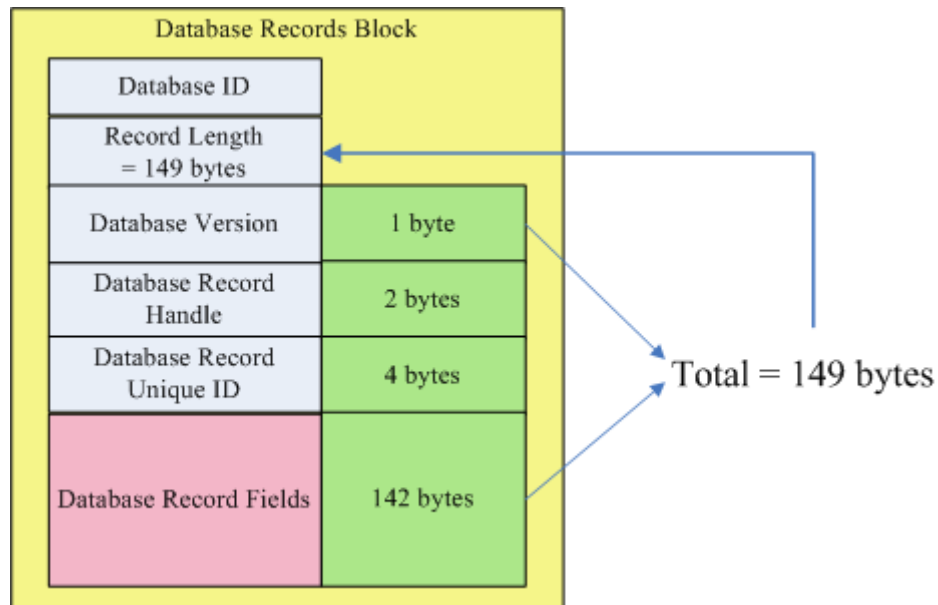 Database Records Block
Database ID
Record Length
= 149 bytes
Database Version
1 byte
Database Record
Handle
2 bytes
Database Record
Unique ID
4 bytes
Total = 149 bytes
Database Record Fields
142 bytes